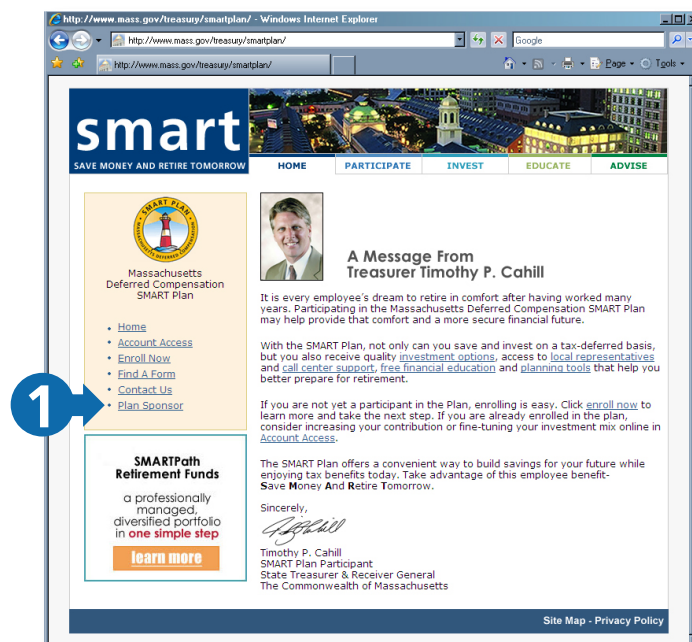 http://www.mass.gov/treasury/smartplan/ - Windows Internet Explorer
http://www.mass.gov/treasury/smartplan/
Google
http://www.mass.gov/treasury/smartplan/
Page
Tools
smart
SAVE MONEY AND RETIRE TOMORROW
HOME PARTICIPATE INVEST EDUCATE ADVISE
SMART PLAN
MASSACHUSETTS DEFERRED COMPENSATION
Massachusetts
Deferred Compensation
SMART Plan
• Home
• Account Access
• Enroll Now
• Find A Form
• Contact Us
• Plan Sponsor
1
SMARTPath
Retirement Funds
a professionally
managed,
diversified portfolio
in one simple step
learn more
A Message From
Treasurer Timothy P. Cahill
It is every employee's dream to retire in comfort after having worked many
years. Participating in the Massachusetts Deferred Compensation SMART Plan
may help provide that comfort and a more secure financial future.
With the SMART Plan, not only can you save and invest on a tax-deferred basis,
but you also receive quality investment options, access to local representatives
and call center support, free financial education and planning tools that help you
better prepare for retirement.
If you are not yet a participant in the Plan, enrolling is easy. Click enroll now to
learn more and take the next step. If you are already enrolled in the plan,
consider increasing your contribution or fine-tuning your investment mix online in
Account Access.
The SMART Plan offers a convenient way to build savings for your future while
enjoying tax benefits today. Take advantage of this employee benefit-
Save Money And Retire Tomorrow.
Sincerely,
Timothy P. Cahill
SMART Plan Participant
State Treasurer & Receiver General
The Commonwealth of Massachusetts
Site Map - Privacy Policy